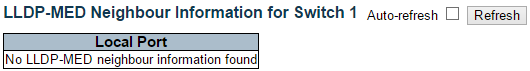 LLDP-MED Neighbour Information for Switch 1 Auto-refresh Refresh
Local Port
No LLDP-MED neighbour information found